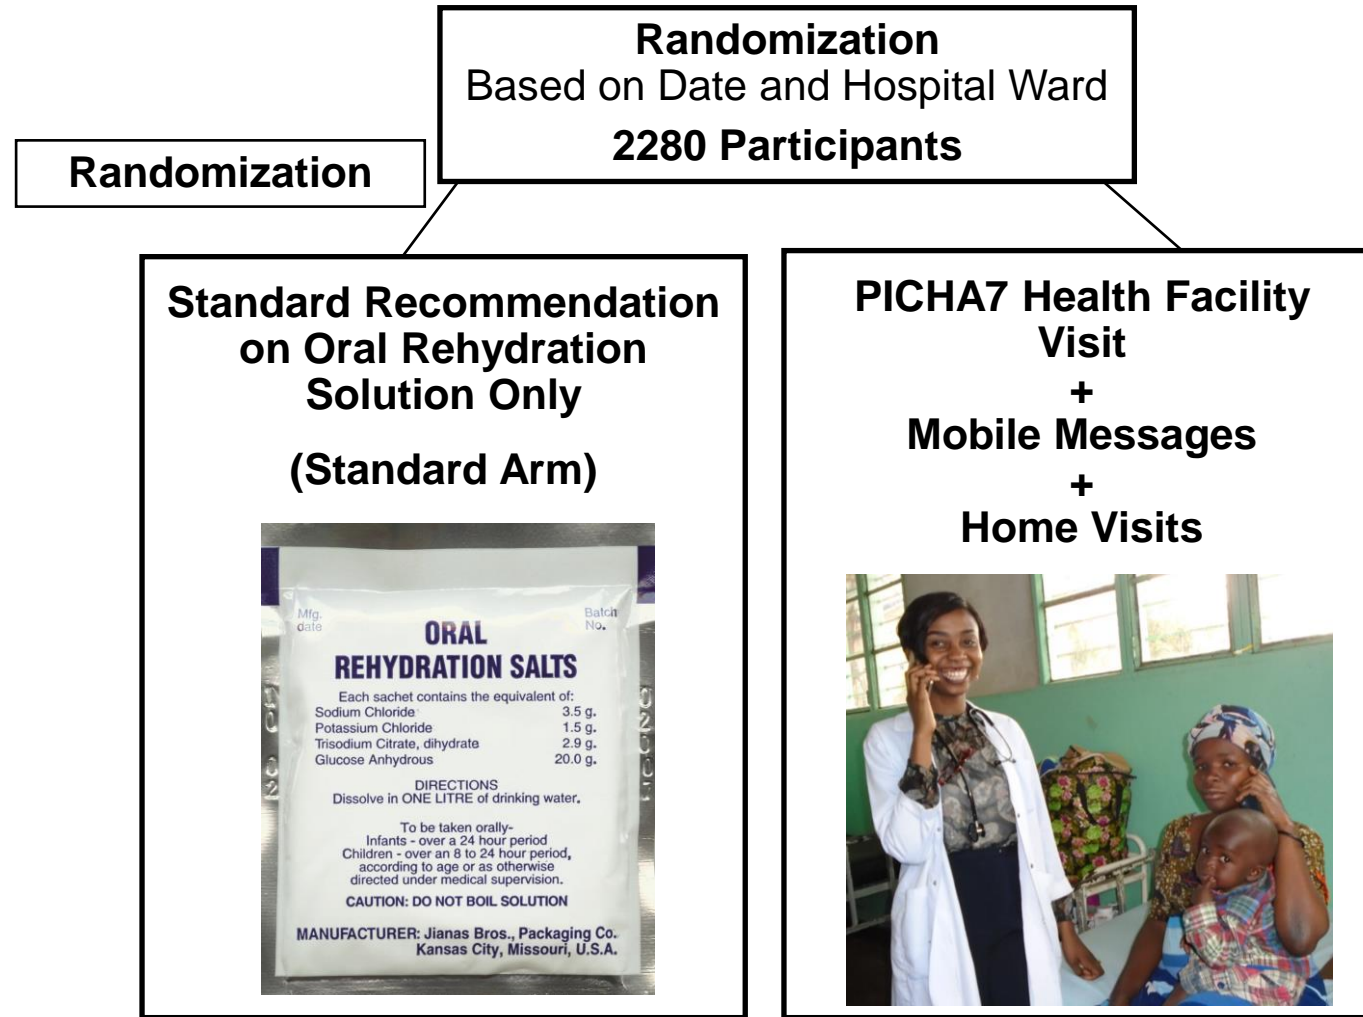 Randomization
Based on Date and Hospital Ward
2280 Participants
Randomization
Standard Recommendation
on Oral Rehydration
Solution Only
(Standard Arm)
Mfg.
date
Batch
No.
ORAL
REHYDRATION SALTS
Each sachet contains the equivalent of:
Sodium Chloride 3.5 g.
Potassium Chloride 1.5 g.
Trisodium Citrate, dihydrate 2.9 g.
Glucose Anhydrous 20.0 g.
DIRECTIONS
Dissolve in ONE LITRE of drinking water.
To be taken orally-
Infants - over a 24 hour period
Children - over an 8 to 24 hour period,
according to age or as otherwise
directed under medical supervision.
CAUTION: DO NOT BOIL SOLUTION
MANUFACTURER: Jianas Bros., Packaging Co.
Kansas City, Missouri, U.S.A.
PICHA7 Health Facility
Visit
+
Mobile Messages
+
Home Visits